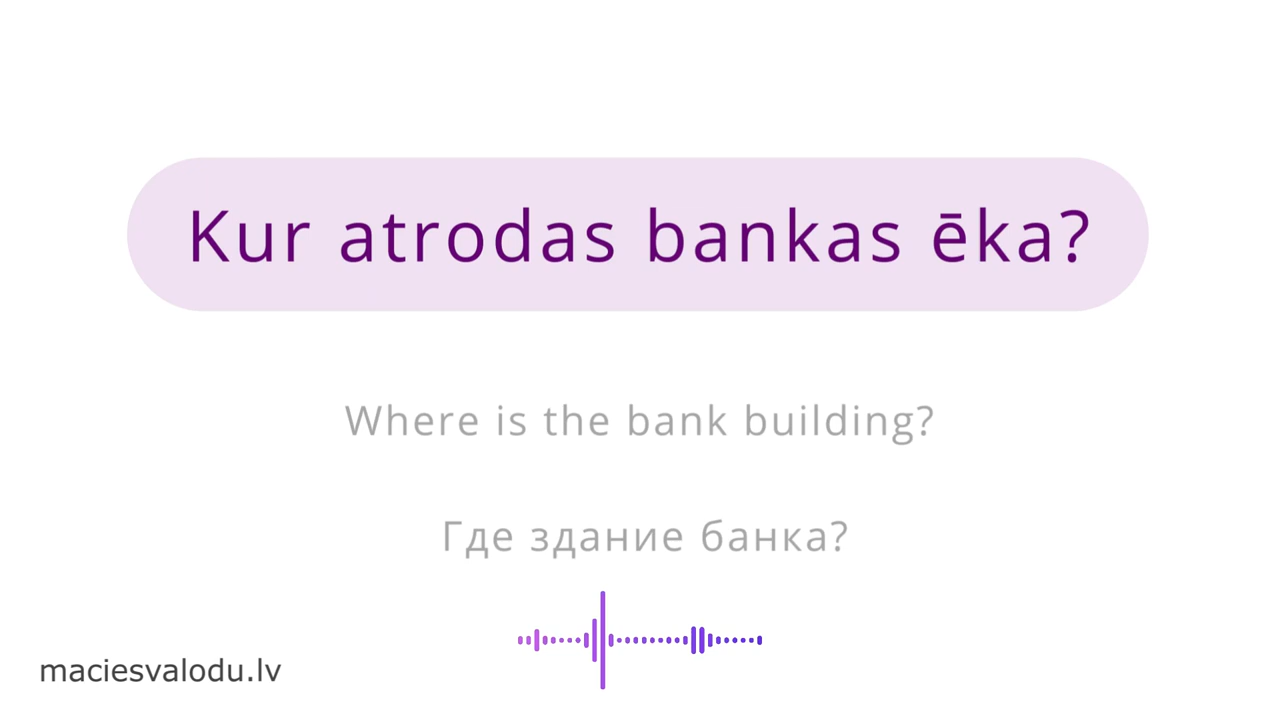 Kur atrodas bankas ēka?
Where is the bank building?
Где здание банка?
maciesvalodu.lv